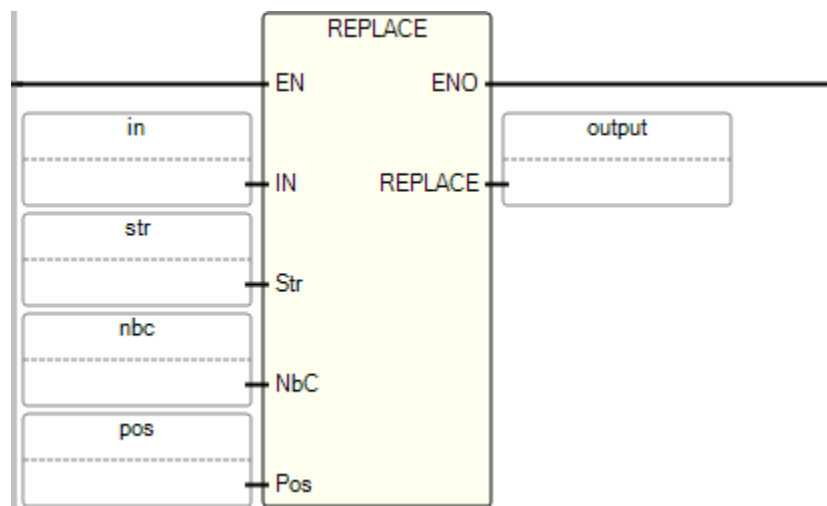 REPLACE
EN ENO
in output
IN REPLACE
str
Str
nbc
NbC
pos
Pos